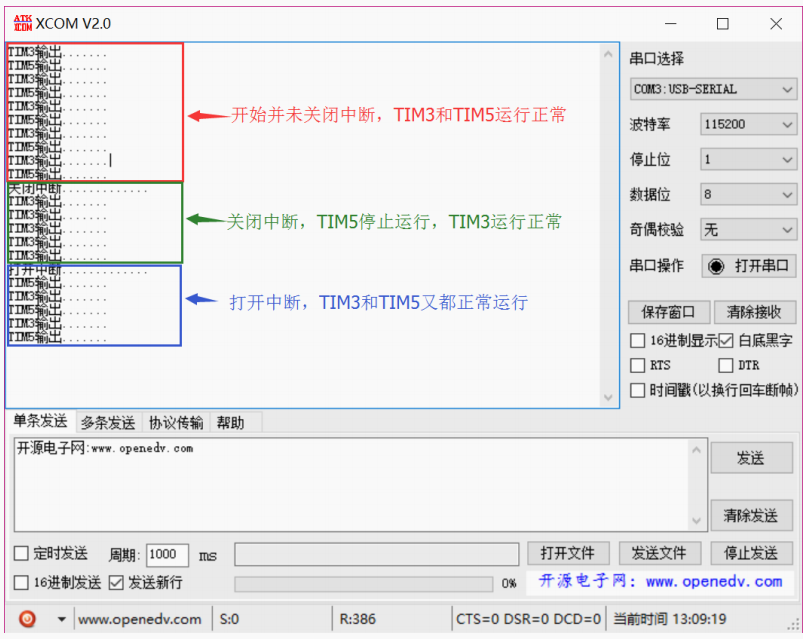 XCOM V2.0
TIM3输出.......
TIM5输出.......
TIM3输出.......
TIM5输出.......
TIM3输出.......
TIM5输出.......
TIM3输出.......
TIM5输出.......
TIM3输出.......
TIM5输出.......
开始并未关闭中断，TIM3和TIM5运行正常
关闭中断.............
TIM3输出.......
TIM3输出.......
TIM3输出.......
TIM3输出.......
TIM3输出.......
关闭中断，TIM5停止运行，TIM3运行正常
打开中断.............
TIM5输出.......
TIM3输出.......
TIM5输出.......
TIM3输出.......
TIM5输出.......
打开中断，TIM3和TIM5又都正常运行
串口选择
COM3:USB-SERIAL
波特率 115200
停止位 1
数据位 8
奇偶校验 无
串口操作 打开串口
保存窗口 清除接收
16进制显示 白底黑字
RTS DTR
时间戳(以换行回车断帧)
单条发送 多条发送 协议传输 帮助
开源电子网:www.openedv.com
发送
清除发送
定时发送 周期: 1000 ms 打开文件 发送文件 停止发送
16进制发送 发送新行 0% 开源电子网：www.openedv.com
www.openedv.com S:0 R:386 CTS=0 DSR=0 DCD=0 当前时间 13:09:19